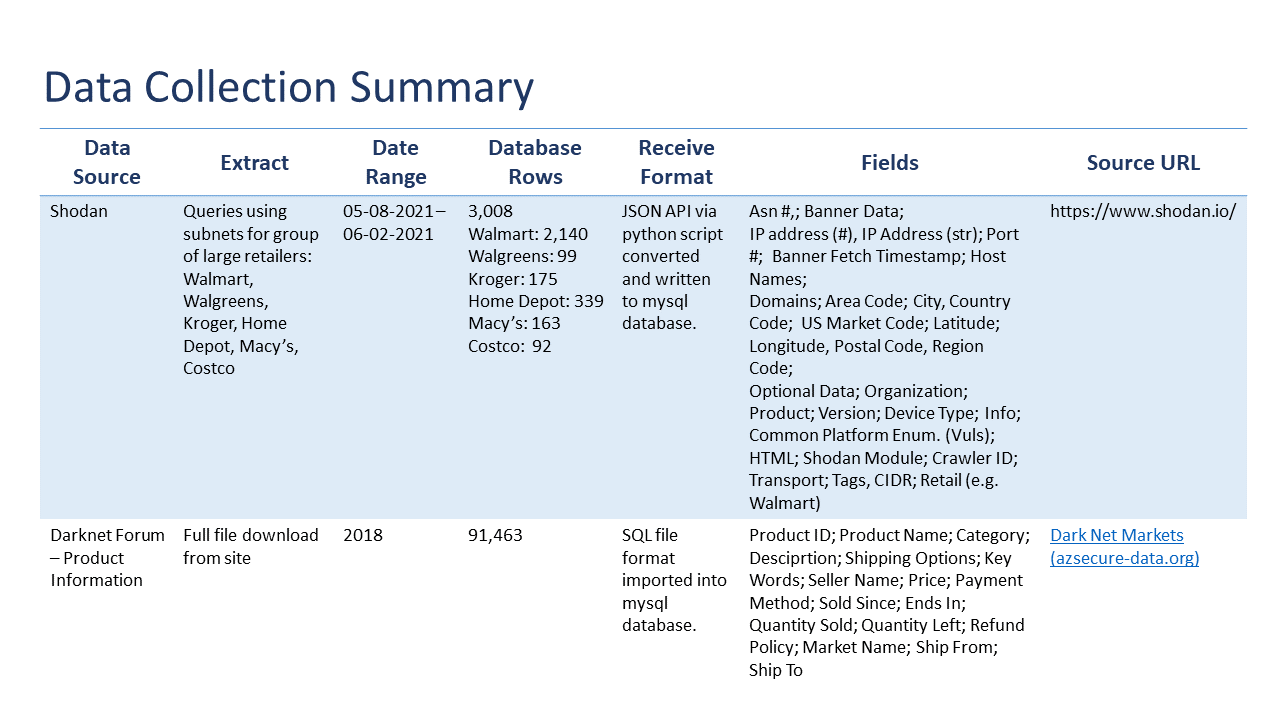 Data Collection Summary
Data
Source
Extract
Date
Range
Database
Rows
Receive
Format
Fields
Source URL
Shodan
Queries using
subnets for group
of large retailers:
Walmart,
Walgreens,
Kroger, Home
Depot, Macy's,
Costco
05-08-2021–
06-02-2021
3,008
Walmart: 2,140
Walgreens: 99
Kroger: 175
Home Depot: 339
Macy's: 163
Costco:  92
JSON API via
python script
converted
and written
to mysql
database.
Asn #,; Banner Data;
IP address (#), IP Address (str); Port
#;  Banner Fetch Timestamp; Host
Names;
Domains; Area Code; City, Country
Code;  US Market Code; Latitude;
Longitude, Postal Code, Region
Code;
Optional Data; Organization;
Product; Version; Device Type; Info;
Common Platform Enum. (Vuls);
HTML; Shodan Module; Crawler ID;
Transport; Tags, CIDR; Retail (e.g.
Walmart)
https://www.shodan.io/
Darknet Forum
– Product
Information
Full file download
from site
2018
91,463
SQL file
format
imported into
mysql
database.
Product ID; Product Name; Category;
Desciprtion; Shipping Options; Key
Words; Seller Name; Price; Payment
Method; Sold Since; Ends In;
Quantity Sold; Quantity Left; Refund
Policy; Market Name; Ship From;
Ship To
Dark Net Markets
(azsecure-data.org)